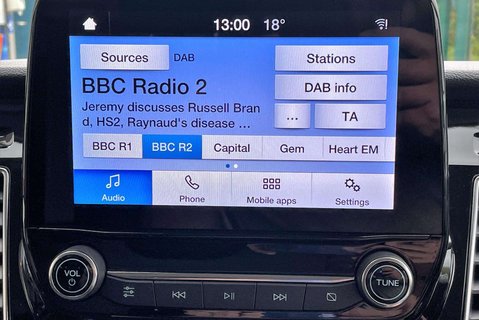 13:00 18°
Sources DAB Stations
BBC Radio 2
DAB info
Jeremy discusses Russell Bran
d, HS2, Raynaud's disease ...
... TA
BBC R1 BBC R2 Capital Gem Heart EM
Audio Phone Mobile apps Settings
VOL
TUNE